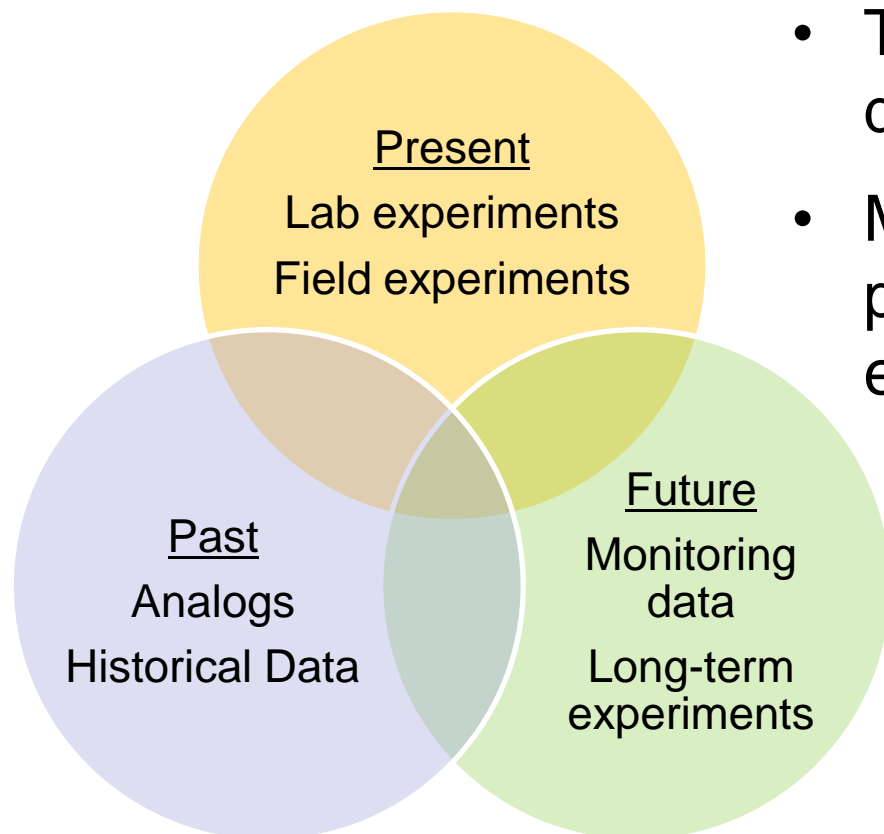 Present
Lab experiments
Field experiments
Past
Analogs
Historical Data
Future
Monitoring
data
Long-term
experiments